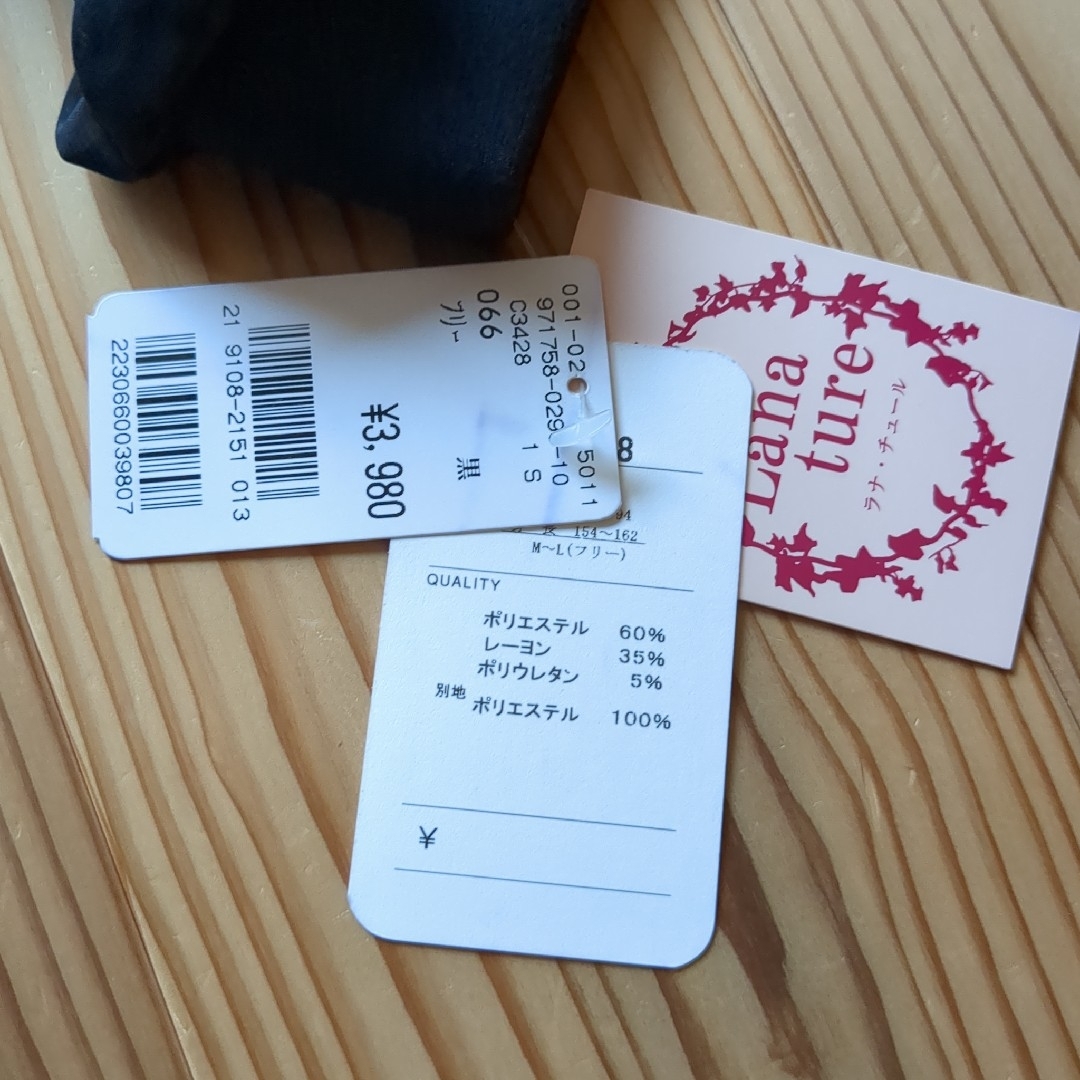 001-02 5011
971758-029 -10
C3428 1 S
066
フリー 黒
¥3,980
21 9108-2151 013
2230660039807
8
94
154～162
M～L(フリー)
QUALITY
ポリエステル 60%
レーヨン 35%
ポリウレタン 5%
別地 ポリエステル 100%
¥
Lana
ture
ラナ・チュール